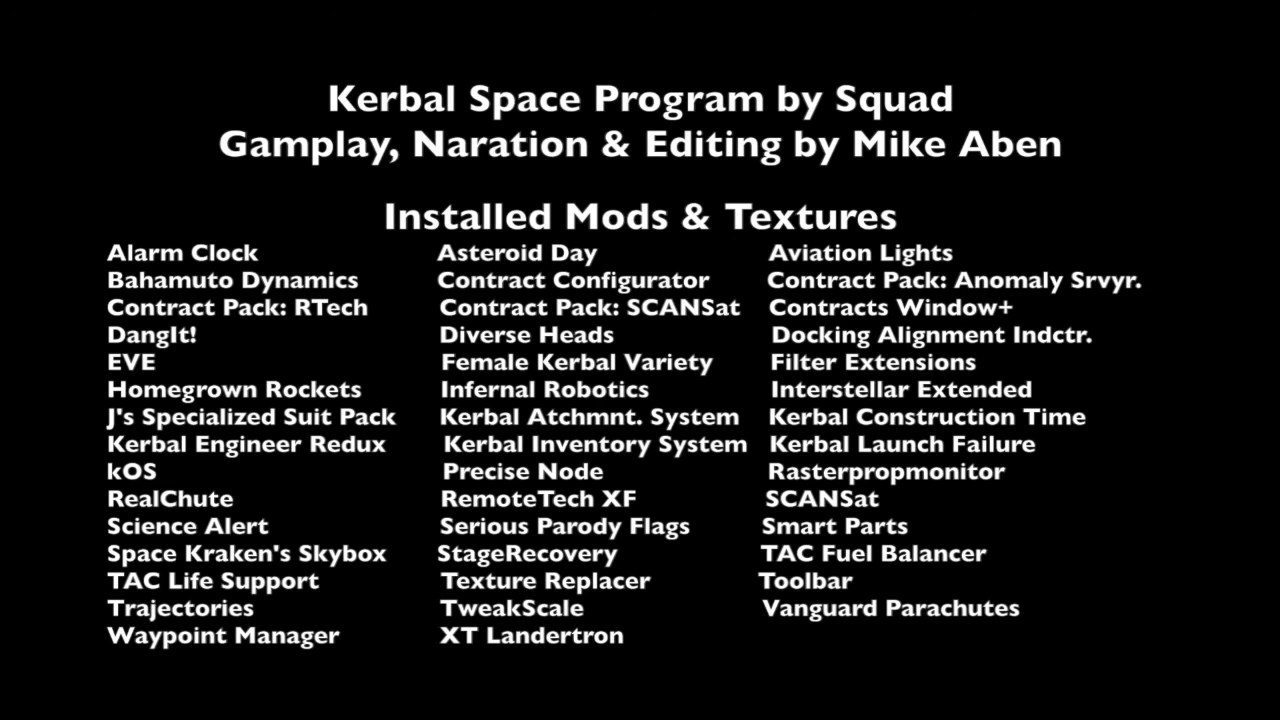 Kerbal Space Program by Squad
Gamplay, Naration & Editing by Mike Aben
Installed Mods & Textures
Alarm Clock Asteroid Day Aviation Lights
Bahamuto Dynamics Contract Configurator Contract Pack: Anomaly Srvyr.
Contract Pack: RTech Contract Pack: SCANSat Contracts Window+
DangIt! Diverse Heads Docking Alignment Indctr.
EVE Female Kerbal Variety Filter Extensions
Homegrown Rockets Infernal Robotics Interstellar Extended
J's Specialized Suit Pack Kerbal Atchmnt. System Kerbal Construction Time
Kerbal Engineer Redux Kerbal Inventory System Kerbal Launch Failure
kOS Precise Node Rasterpropmonitor
RealChute RemoteTech XF SCANSat
Science Alert Serious Parody Flags Smart Parts
Space Kraken's Skybox StageRecovery TAC Fuel Balancer
TAC Life Support Texture Replacer Toolbar
Trajectories TweakScale Vanguard Parachutes
Waypoint Manager XT Landertron